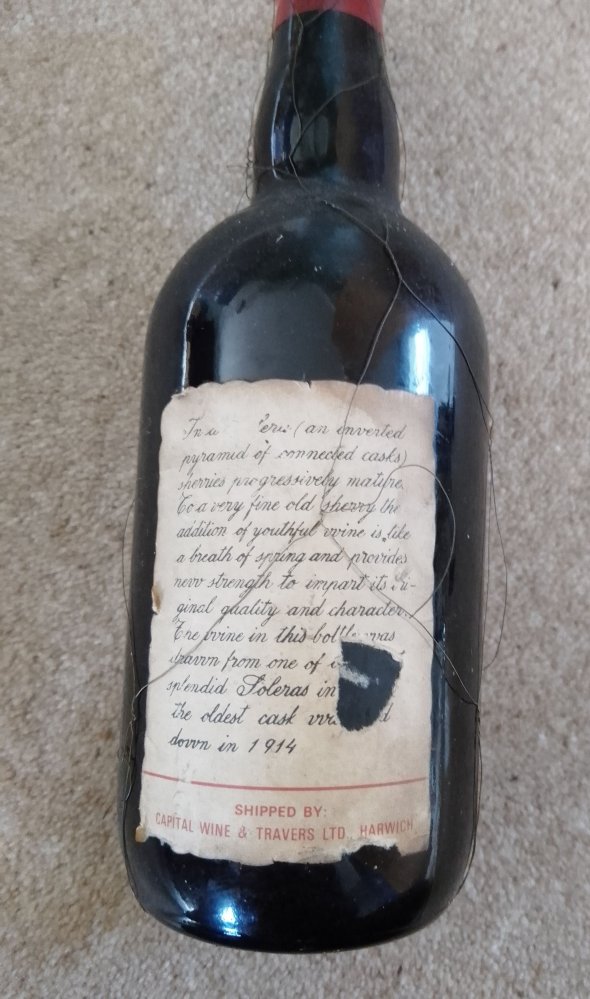 In a (an inverted
pyramid of connected casks)
sherries progressively mature.
To a very fine old sherry the
addition of youthful wine is like
a breath of spring and provides
new strength to impart its ori-
ginal quality and character.
The wine in this bottle was
drawn from one of
splendid Soleras in
the oldest cask
down in 1914
SHIPPED BY:
CAPITAL WINE & TRAVERS LTD. HARWICH